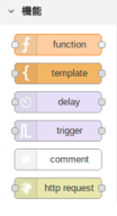 機能
function
template
delay
trigger
comment
http request